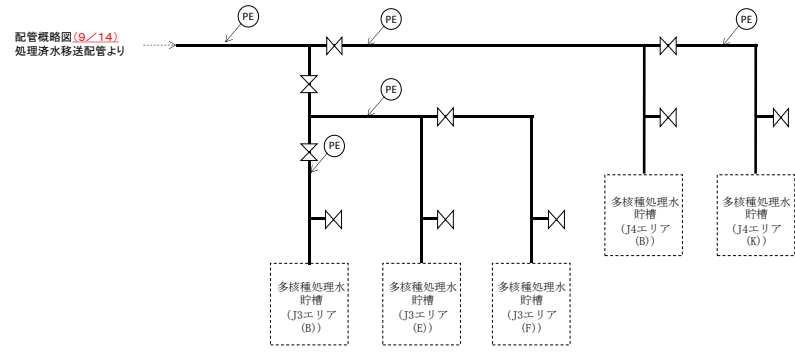 PE
PE
PE
配管概略図(9／14)
処理済水移送配管より
PE
PE
多核種処理水
貯槽
(J4エリア
(B))
多核種処理水
貯槽
(J4エリア
(K))
多核種処理水
貯槽
(J3エリア
(B))
多核種処理水
貯槽
(J3エリア
(E))
多核種処理水
貯槽
(J3エリア
(F))